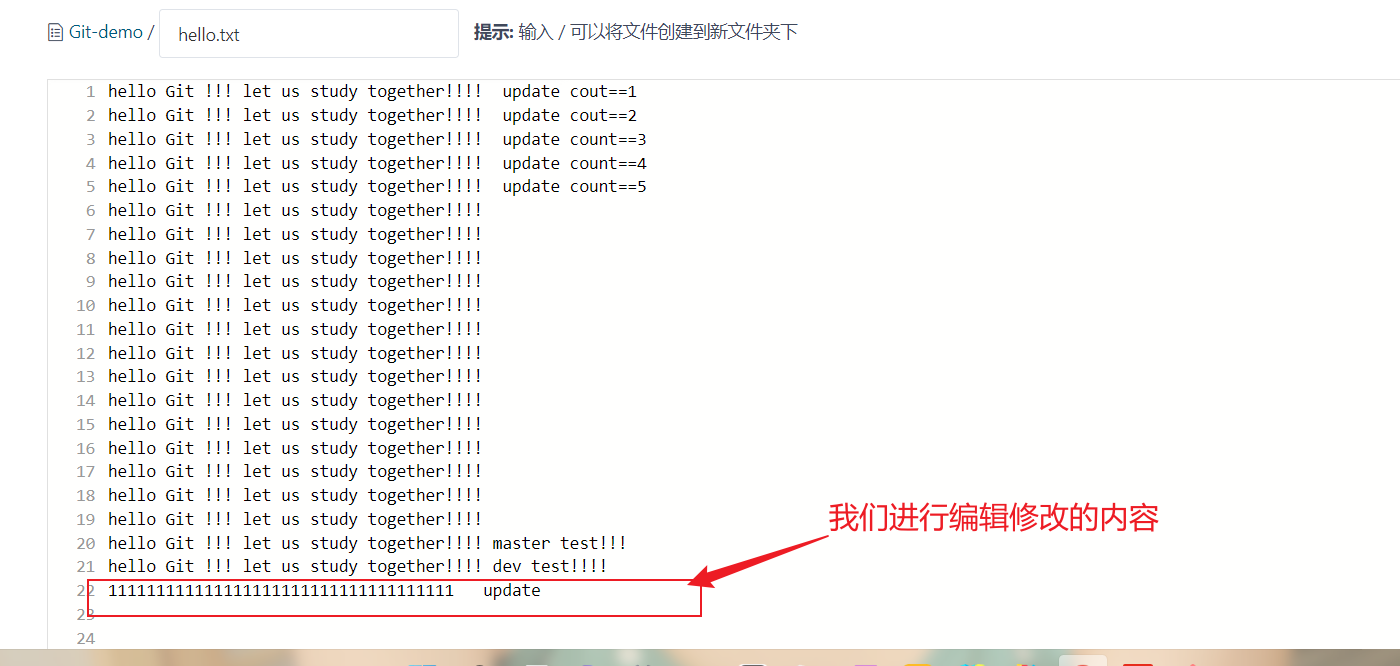 Git-demo / hello.txt 提示: 输入 / 可以将文件创建到新文件夹下
1 hello Git !!! let us study together!!!!  update cout==1
2 hello Git !!! let us study together!!!!  update cout==2
3 hello Git !!! let us study together!!!!  update count==3
4 hello Git !!! let us study together!!!!  update count==4
5 hello Git !!! let us study together!!!!  update count==5
6 hello Git !!! let us study together!!!!
7 hello Git !!! let us study together!!!!
8 hello Git !!! let us study together!!!!
9 hello Git !!! let us study together!!!!
10 hello Git !!! let us study together!!!!
11 hello Git !!! let us study together!!!!
12 hello Git !!! let us study together!!!!
13 hello Git !!! let us study together!!!!
14 hello Git !!! let us study together!!!!
15 hello Git !!! let us study together!!!!
16 hello Git !!! let us study together!!!!
17 hello Git !!! let us study together!!!!
18 hello Git !!! let us study together!!!!
19 hello Git !!! let us study together!!!!
我们进行编辑修改的内容
20 hello Git !!! let us study together!!!! master test!!!
21 hello Git !!! let us study together!!!! dev test!!!!
22 111111111111111111111111111111111111   update
23
24